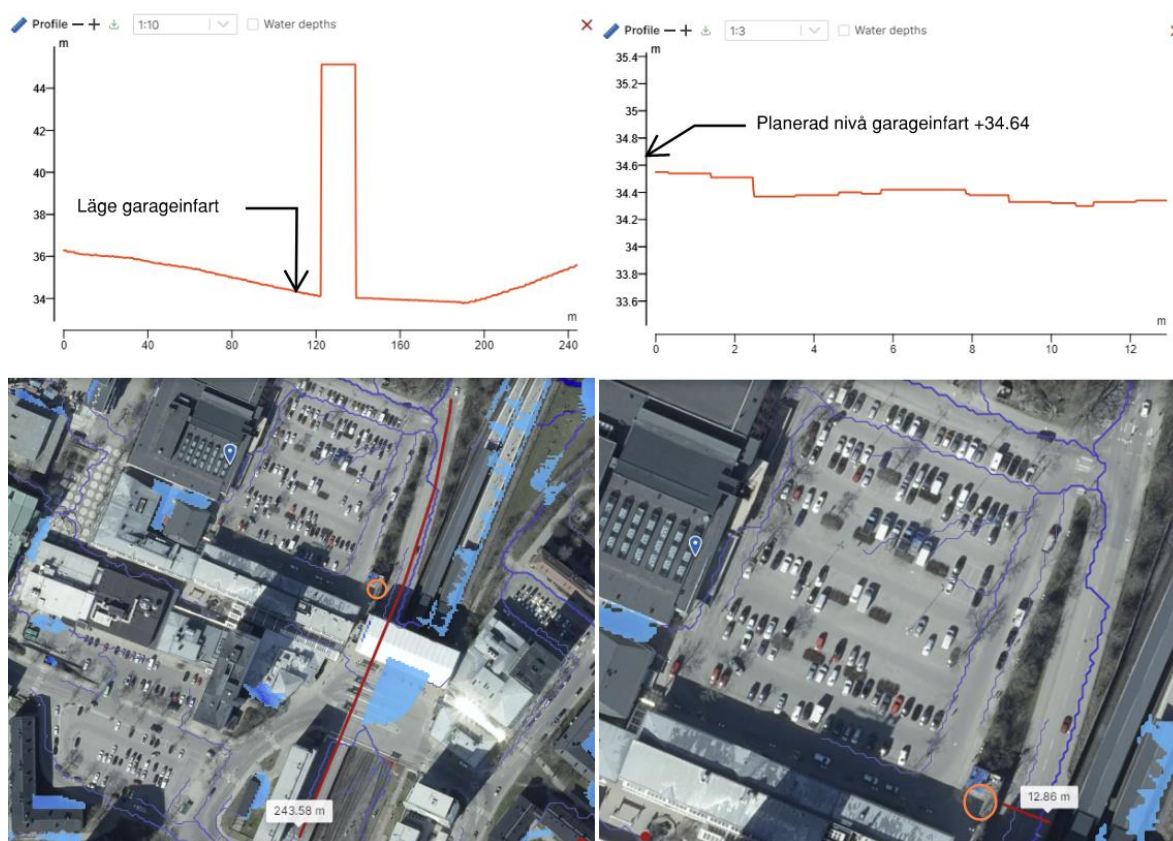 Profile 1:10 Water depths
m
44
42
40
38
36
34
Läge garageinfart
m
0 40 80 120 160 200 240
Profile 1:3 Water depths
m
35.4
35.2
35
34.8
34.6
34.4
34.2
34
33.8
33.6
Planerad nivå garageinfart +34.64
m
0 2 4 6 8 10 12
243.58 m
12.86 m